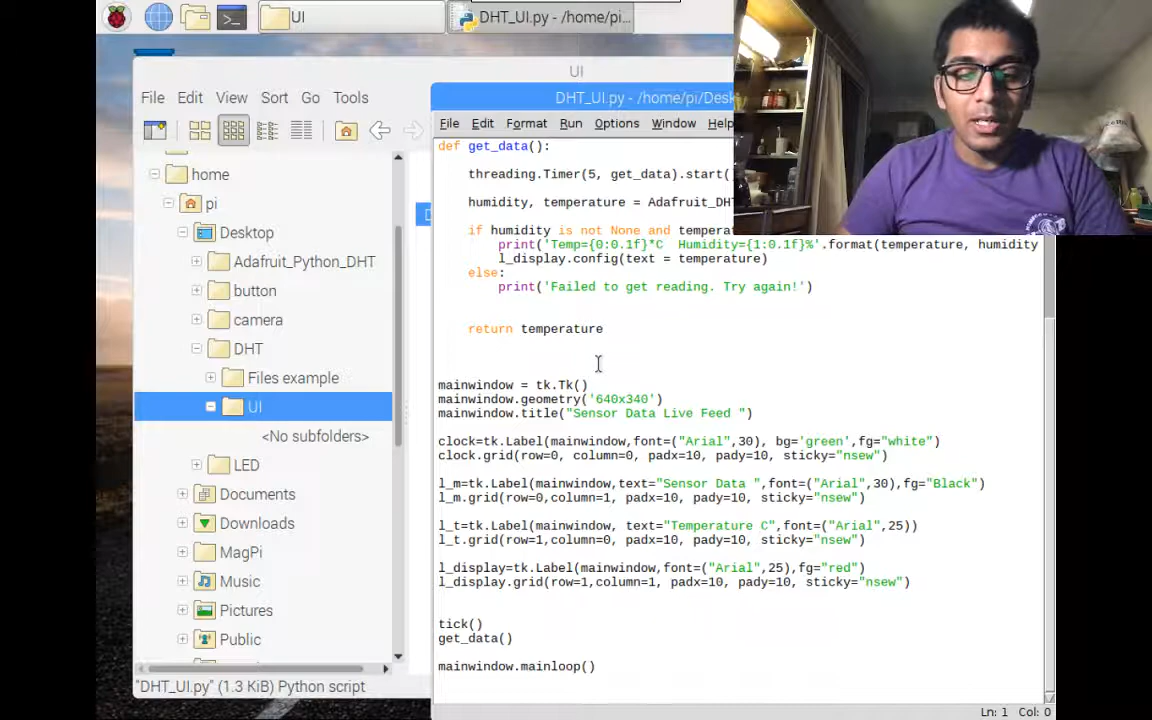 UI
DHT_UI.py - /home/pi...
UI
File Edit View Sort Go Tools
home
pi
Desktop
Adafruit_Python_DHT
button
camera
DHT
Files example
UI
<No subfolders>
LED
Documents
Downloads
MagPi
Music
Pictures
Public
"DHT_UI.py" (1.3 KiB) Python script
DHT_UI.py - /home/pi/Desk
File Edit Format Run Options Window Help
def get_data():
threading.Timer(5, get_data).start(
humidity, temperature = Adafruit_DHT
if humidity is not None and tempera
print('Temp={0:0.1f}*C  Humidity={1:0.1f}%'.format(temperature, humidity
l_display.config(text = temperature)
else:
print('Failed to get reading. Try again!')
return temperature
mainwindow = tk.Tk()
mainwindow.geometry('640x340')
mainwindow.title("Sensor Data Live Feed ")
clock=tk.Label(mainwindow,font=("Arial",30), bg='green',fg="white")
clock.grid(row=0, column=0, padx=10, pady=10, sticky="nsew")
l_m=tk.Label(mainwindow,text="Sensor Data ",font=("Arial",30),fg="Black")
l_m.grid(row=0,column=1, padx=10, pady=10, sticky="nsew")
l_t=tk.Label(mainwindow, text="Temperature C",font=("Arial",25))
l_t.grid(row=1,column=0, padx=10, pady=10, sticky="nsew")
l_display=tk.Label(mainwindow,font=("Arial",25),fg="red")
l_display.grid(row=1,column=1, padx=10, pady=10, sticky="nsew")
tick()
get_data()
mainwindow.mainloop()
Ln: 1 Col: 0